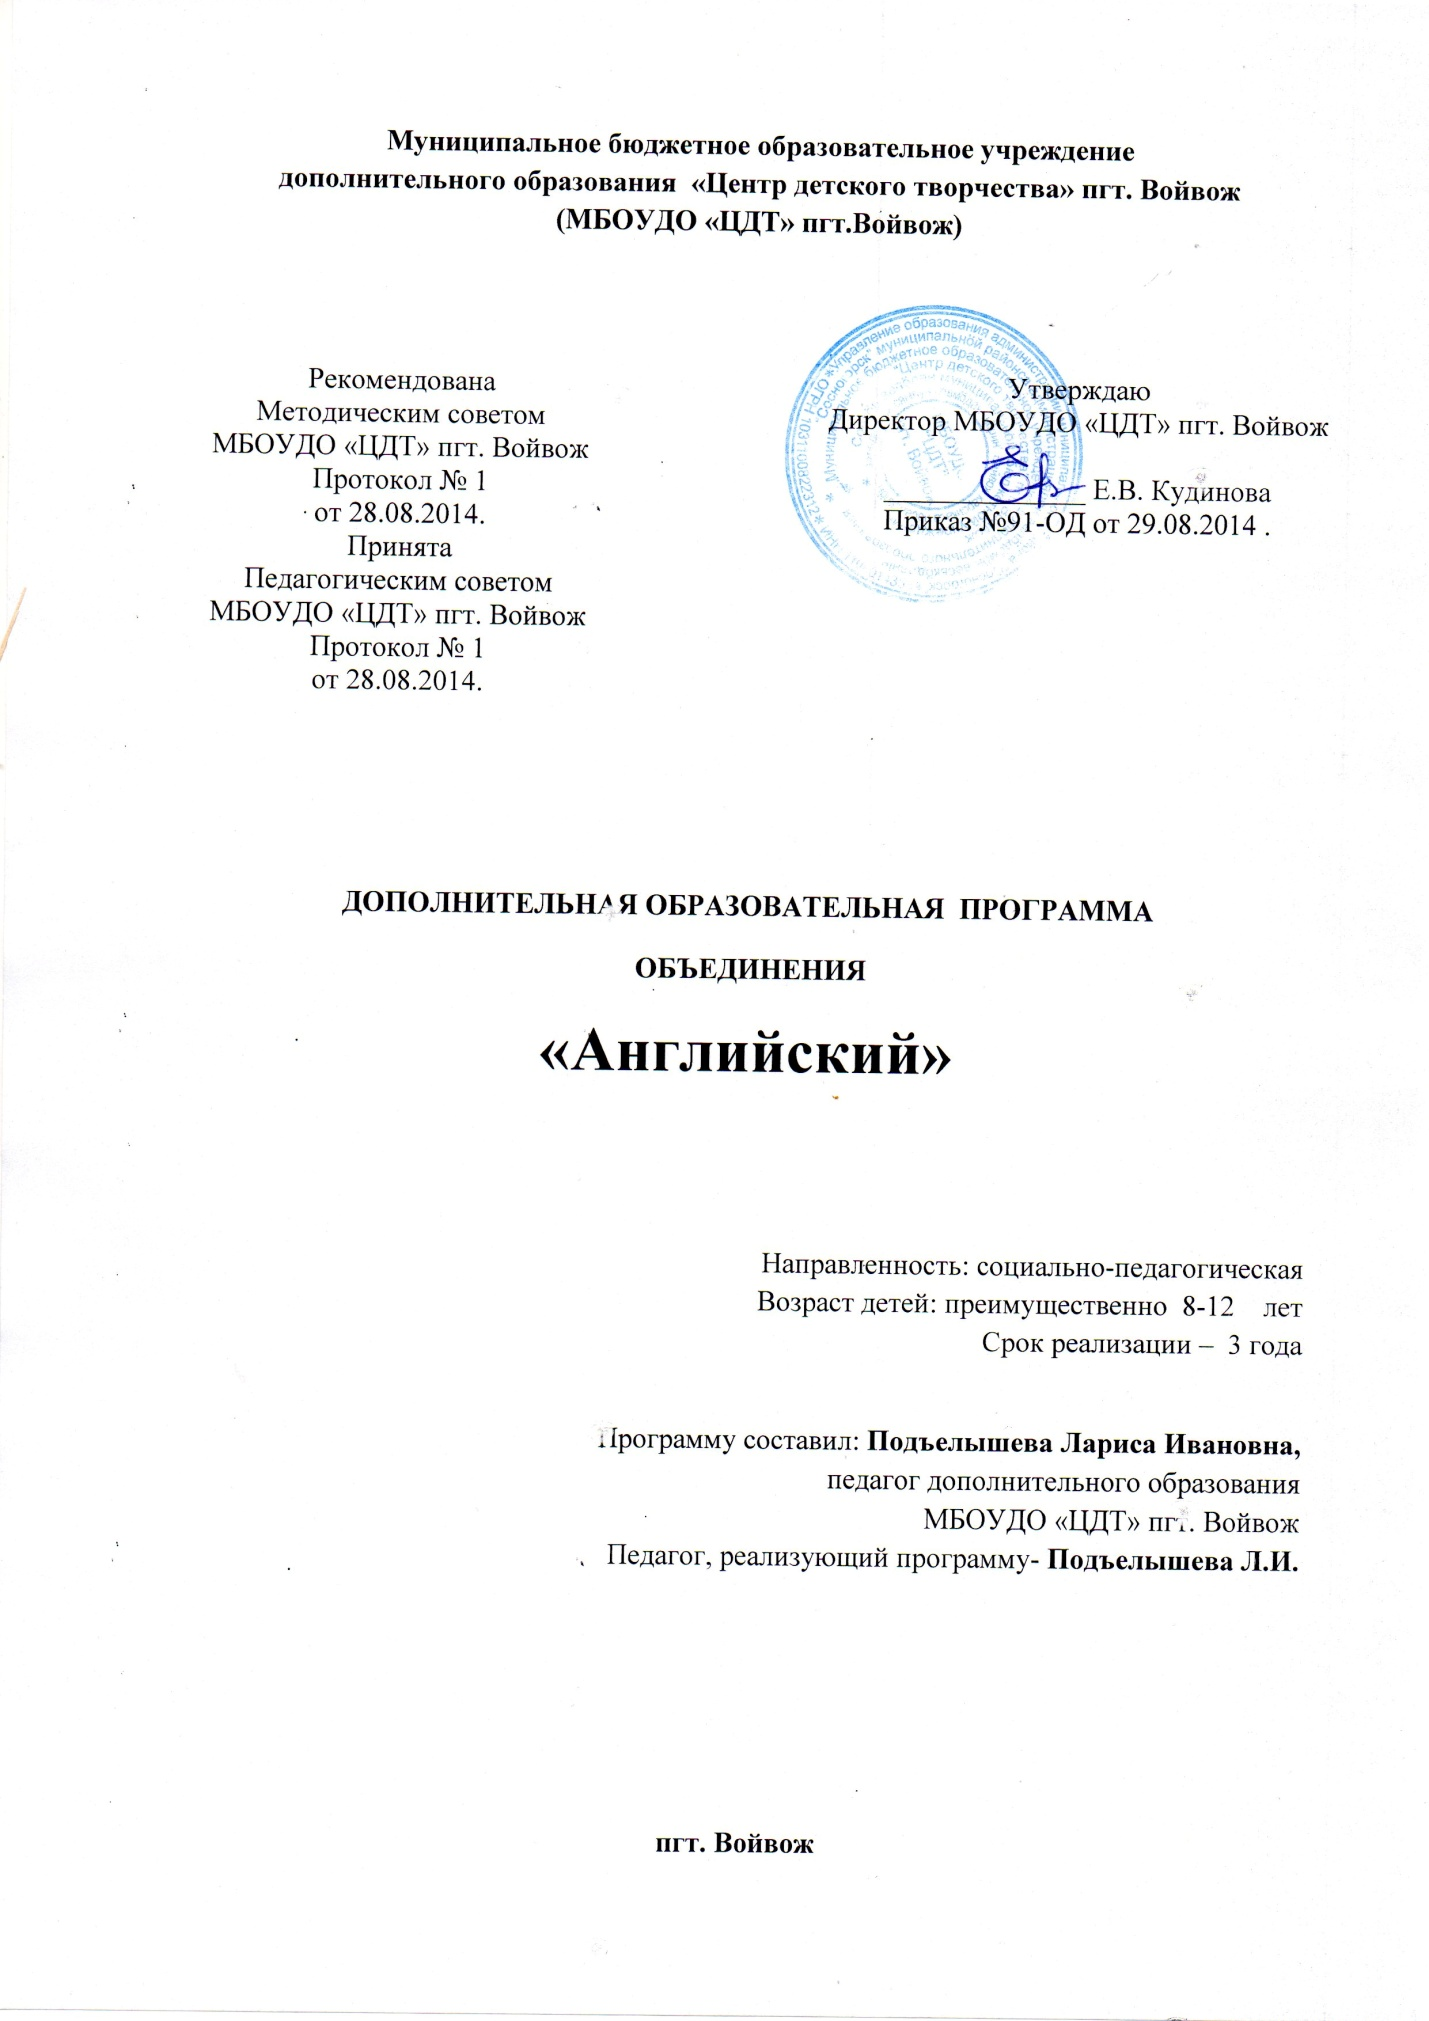 Муниципальное бюджетное образовательное учреждение
дополнительного образования «Центр детского творчества» пгт. Войвож
(МБОУДО «ЦДТ» пгт.Войвож)
Рекомендована
Методическим советом
МБОУДО «ЦДТ» пгт. Войвож
Протокол № 1
от 28.08.2014.
Принята
Педагогическим советом
МБОУДО «ЦДТ» пгт. Войвож
Протокол № 1
от 28.08.2014.
Утверждаю
Директор МБОУДО «ЦДТ» пгт. Войвож
Е.В. Кудинова
Приказ №91-ОД от 29.08.2014 .
ДОПОЛНИТЕЛЬНАЯ ОБРАЗОВАТЕЛЬНАЯ ПРОГРАММА
ОБЪЕДИНЕНИЯ
«Английский»
Направленность: социально-педагогическая
Возраст детей: преимущественно 8-12 лет
Срок реализации – 3 года
Программу составил: Подъелышева Лариса Ивановна,
педагог дополнительного образования
МБОУДО «ЦДТ» пгт. Войвож
Педагог, реализующий программу- Подъелышева Л.И.
пгт. Войвож